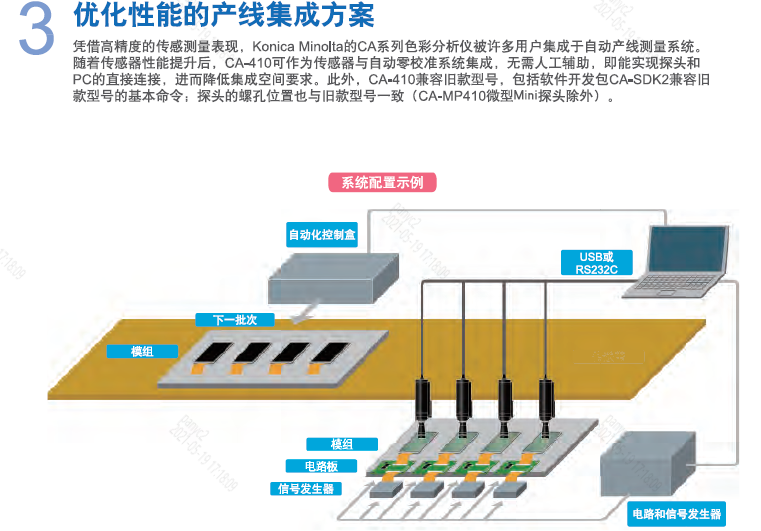 3 优化性能的产线集成方案
凭借高精度的传感测量表现，Konica Minolta的CA系列色彩分析仪被许多用户集成于自动产线测量系统。
随着传感器性能提升后，CA-410可作为传感器与自动零校准系统集成，无需人工辅助，即能实现探头和
PC的直接连接，进而降低集成空间要求。此外，CA-410兼容旧款型号，包括软件开发包CA-SDK2兼容旧
款型号的基本命令；探头的螺孔位置也与旧款型号一致（CA-MP410微型Mini探头除外）。
系统配置示例
自动化控制盒
USB或
RS232C
下一批次
模组
模组
电路板
信号发生器
电路和信号发生器